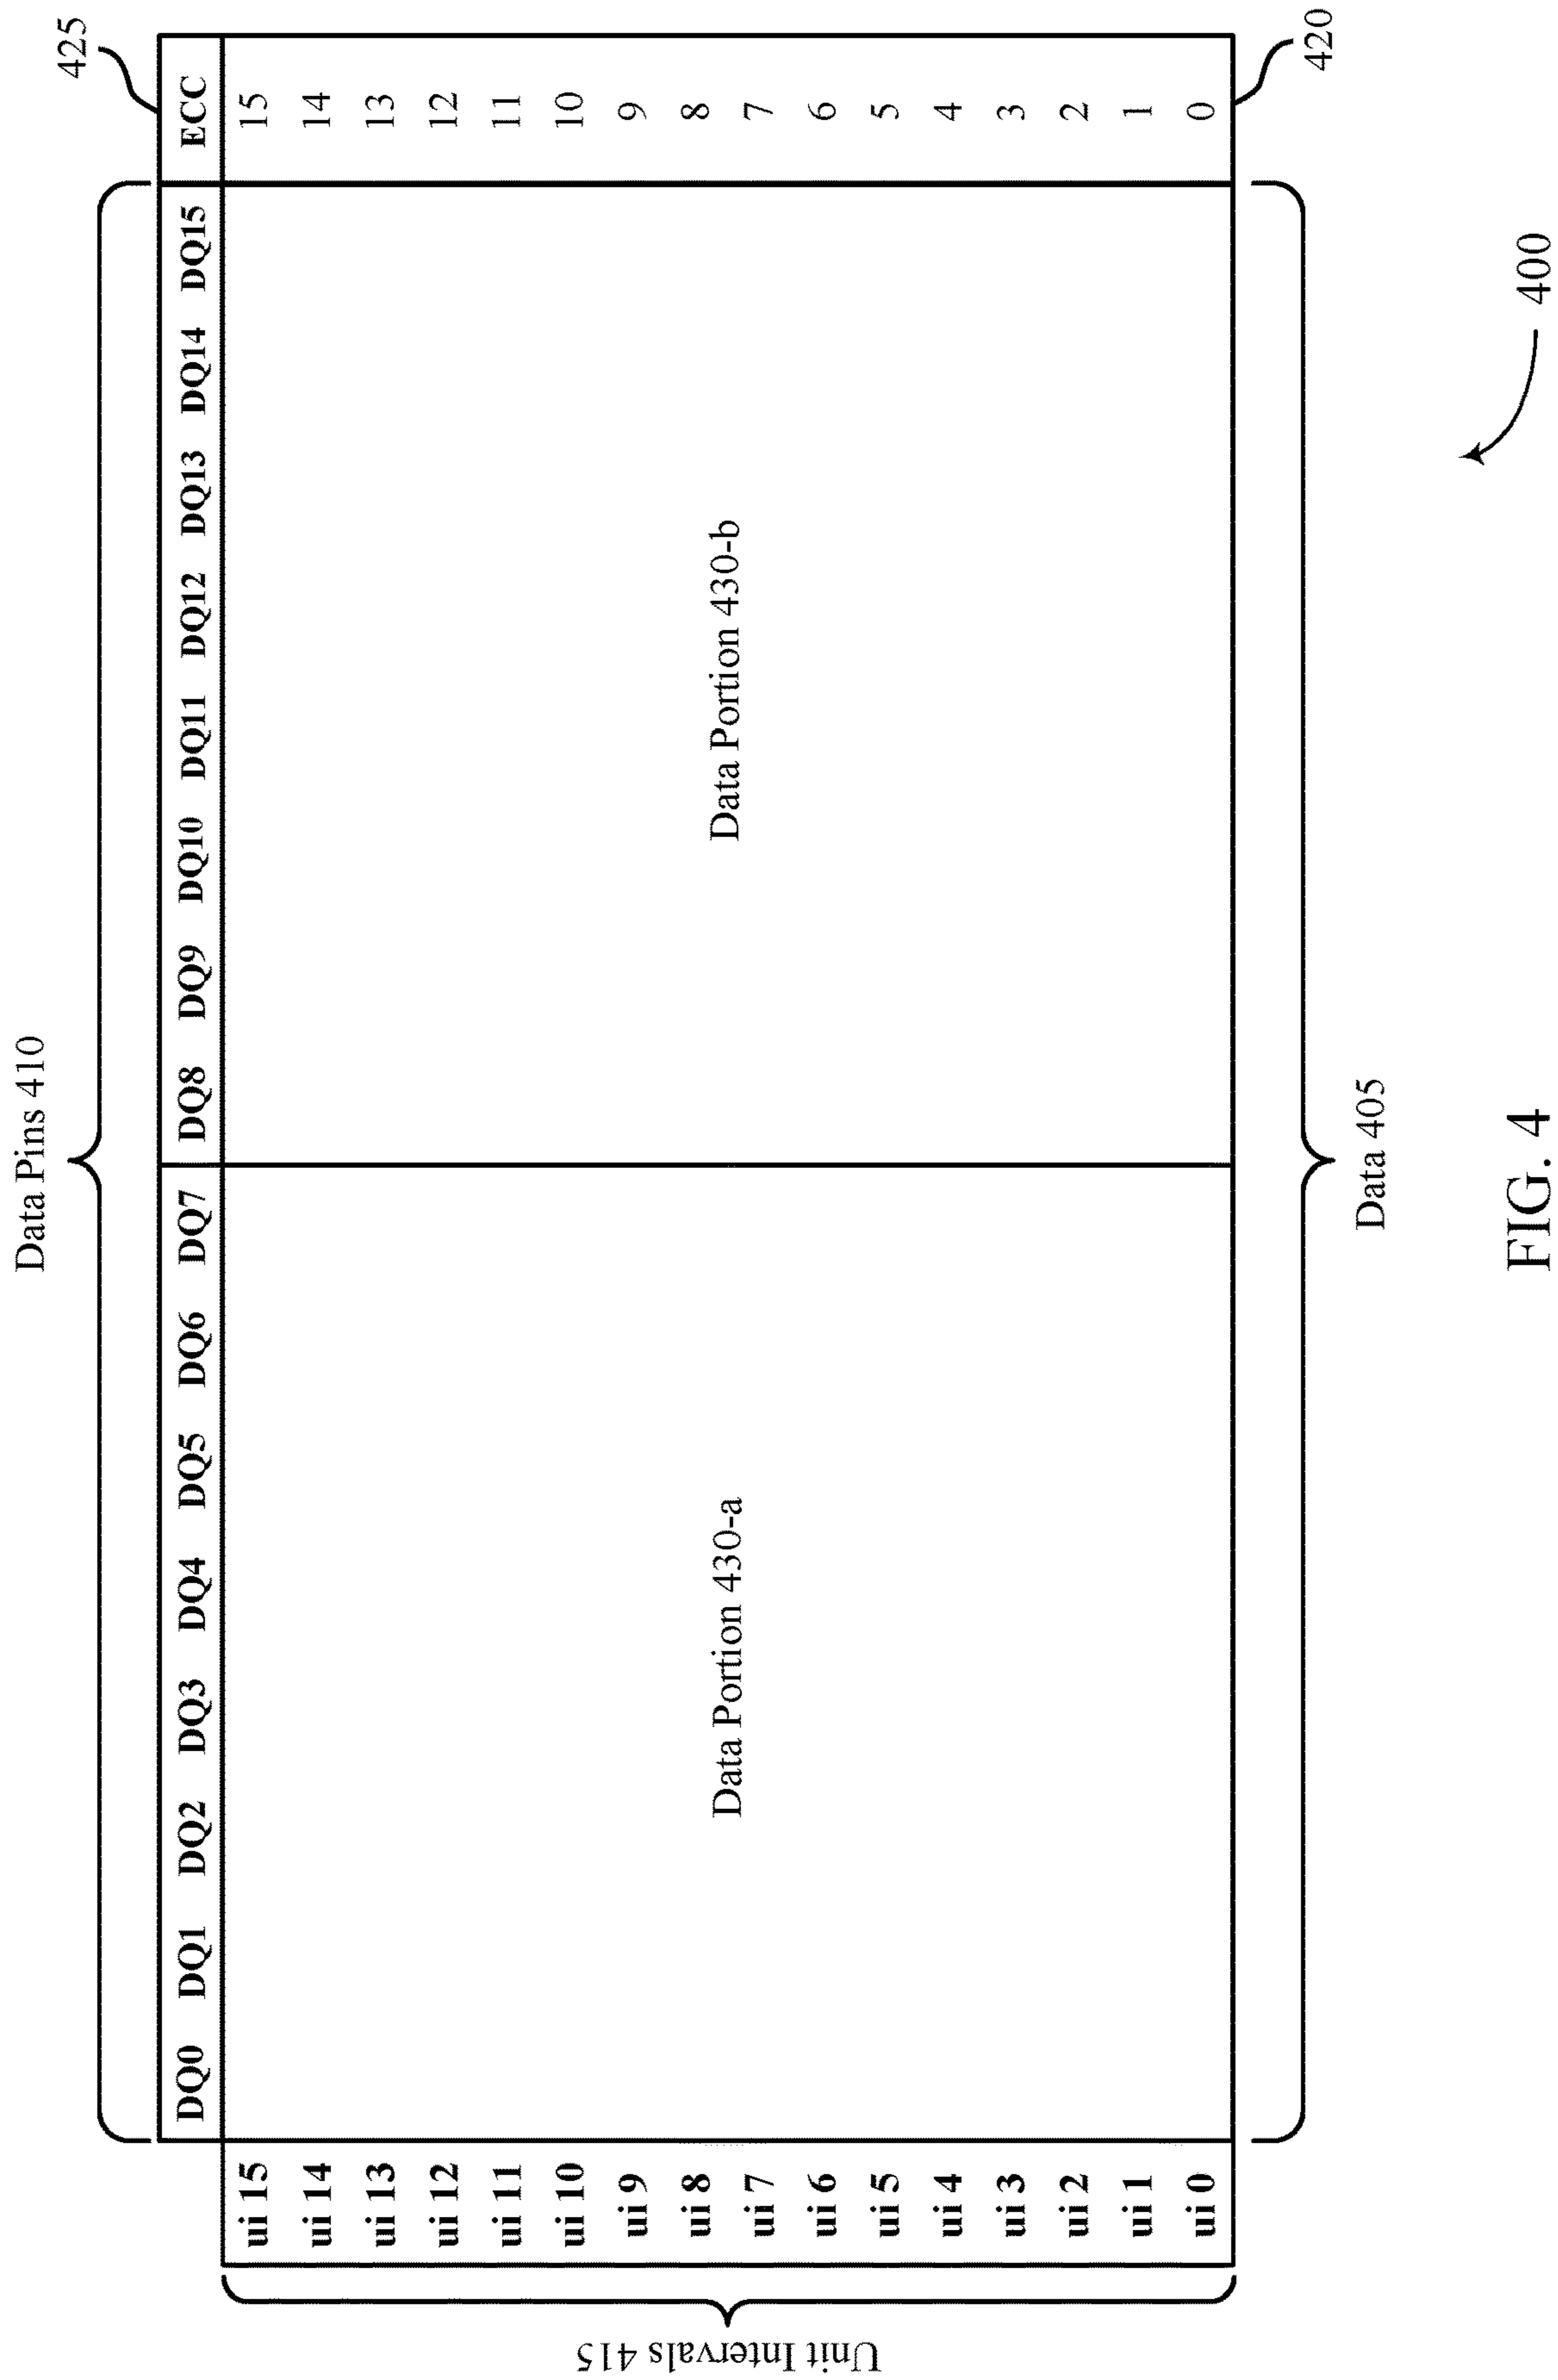 Data Pins 410
425
DQ0 DQ1 DQ2 DQ3 DQ4 DQ5 DQ6 DQ7 DQ8 DQ9 DQ10 DQ11 DQ12 DQ13 DQ14 DQ15 ECC
Unit Intervals 415
ui 15 15
ui 14 14
ui 13 13
ui 12 12
ui 11 11
ui 10 10
ui 9 9
ui 8 8
Data Portion 430-a Data Portion 430-b
ui 7 7
ui 6 6
ui 5 5
ui 4 4
ui 3 3
ui 2 2
ui 1 1
ui 0 0
420
Data 405
400
FIG. 4